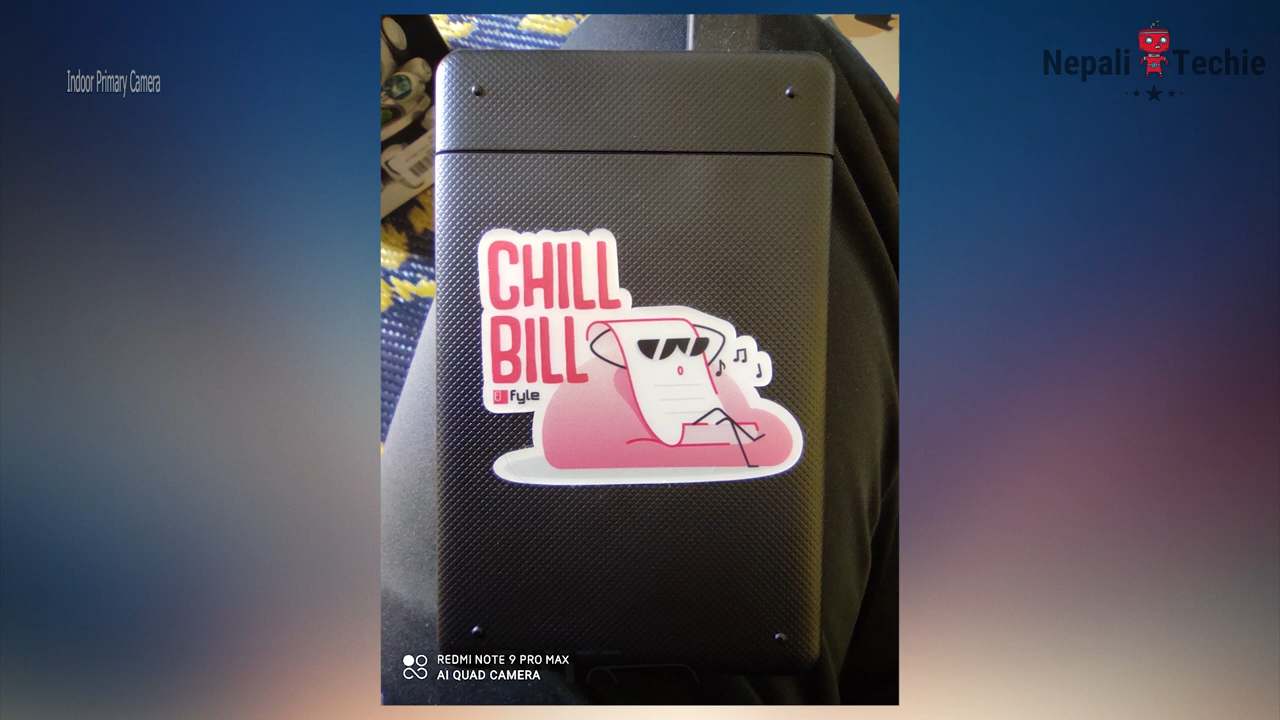 Indoor Primary Camera
Nepali Techie
CHILL
BILL
fyle
REDMI NOTE 9 PRO MAX
AI QUAD CAMERA